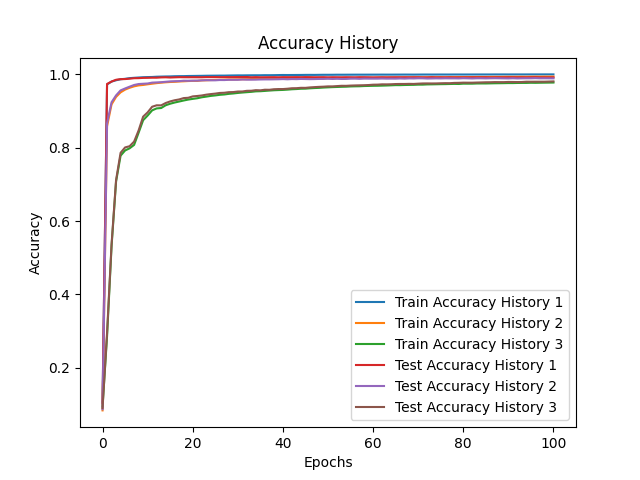 Accuracy History
1.0
0.8
0.6
0.4
0.2
Accuracy
Train Accuracy History 1
Train Accuracy History 2
Train Accuracy History 3
Test Accuracy History 1
Test Accuracy History 2
Test Accuracy History 3
0 20 40 60 80 100
Epochs